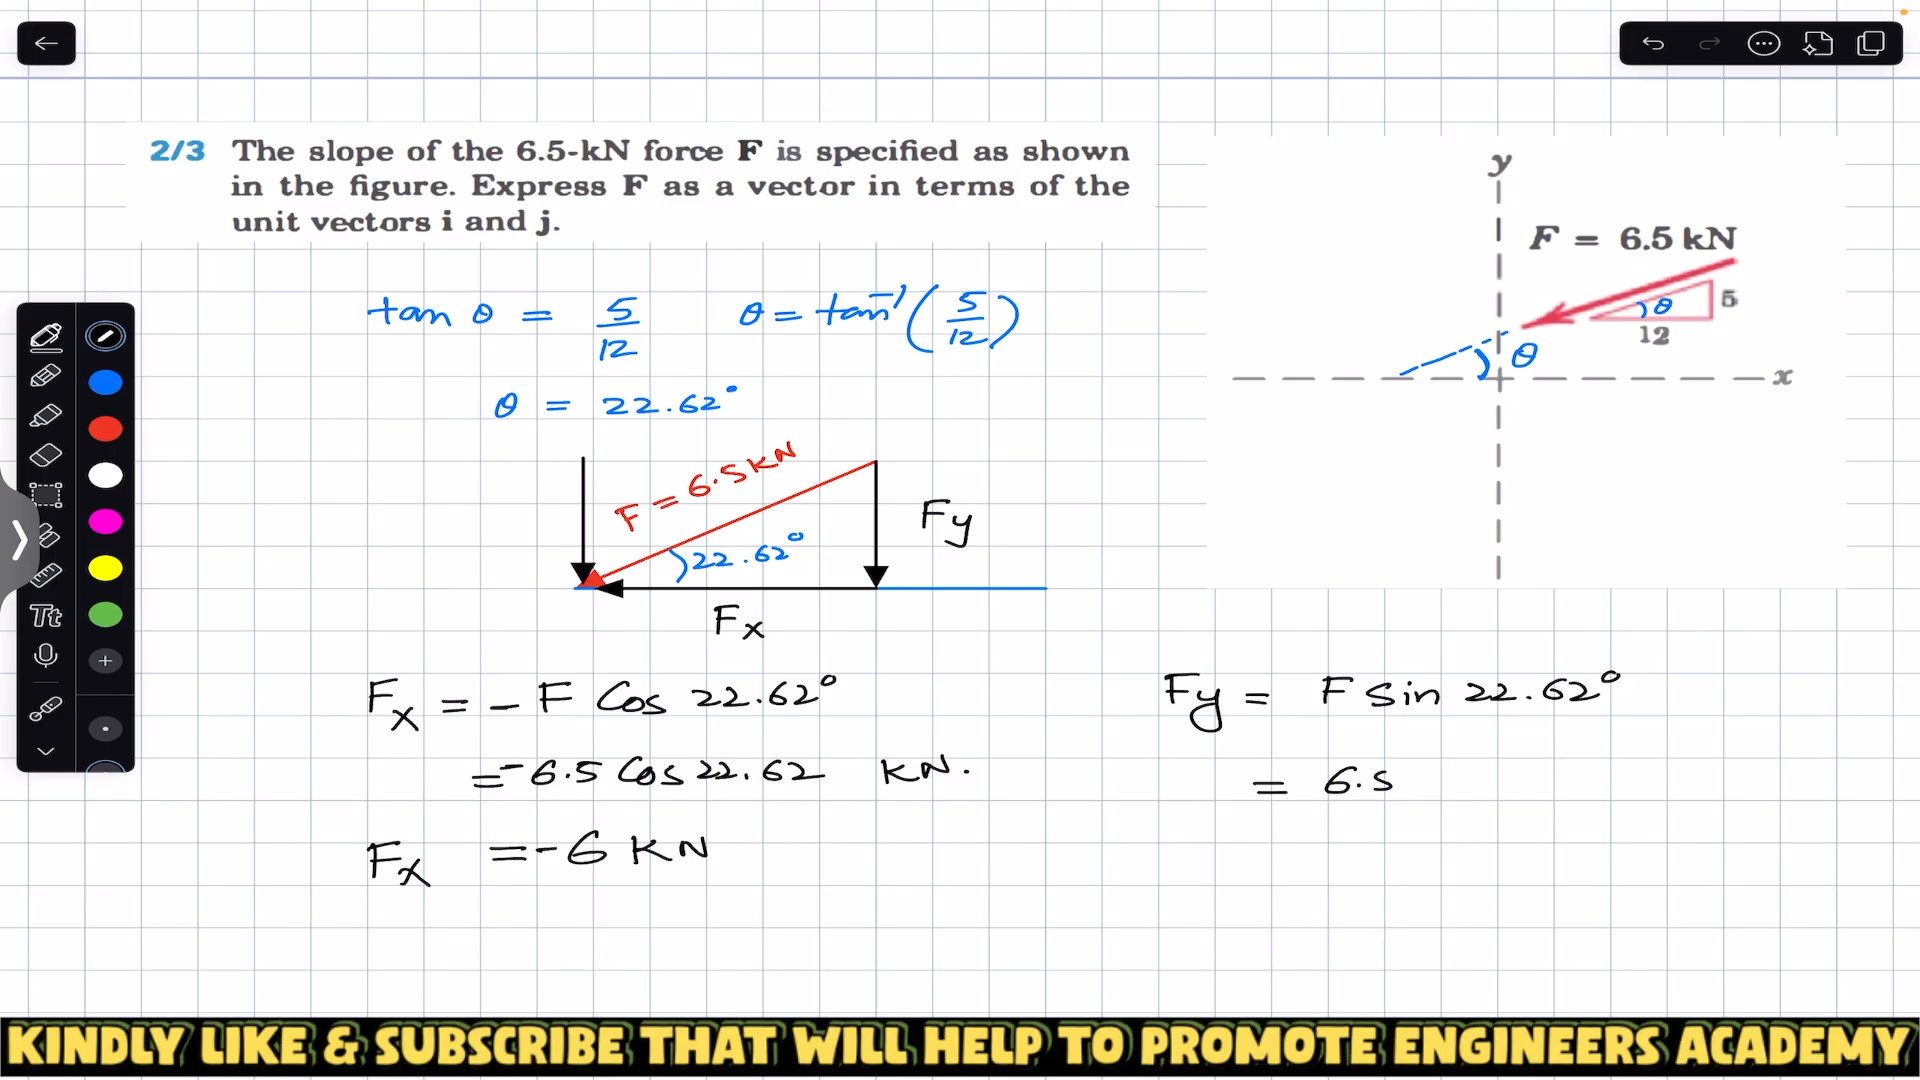 2/3 The slope of the 6.5-kN force F is specified as shown
in the figure. Express F as a vector in terms of the
unit vectors i and j.
y
F = 6.5 kN
θ
5
12
θ
x
tan θ = 5/12 θ = tan⁻¹(5/12)
θ = 22.62°
F = 6.5KN
22.62°
Fy
Fx
Fx = - F Cos 22.62°
= -6.5 Cos 22.62 KN.
Fx = -6 KN
Fy = F sin 22.62°
= 6.5
Tt
KINDLY LIKE & SUBSCRIBE THAT WILL HELP TO PROMOTE ENGINEERS ACADEMY